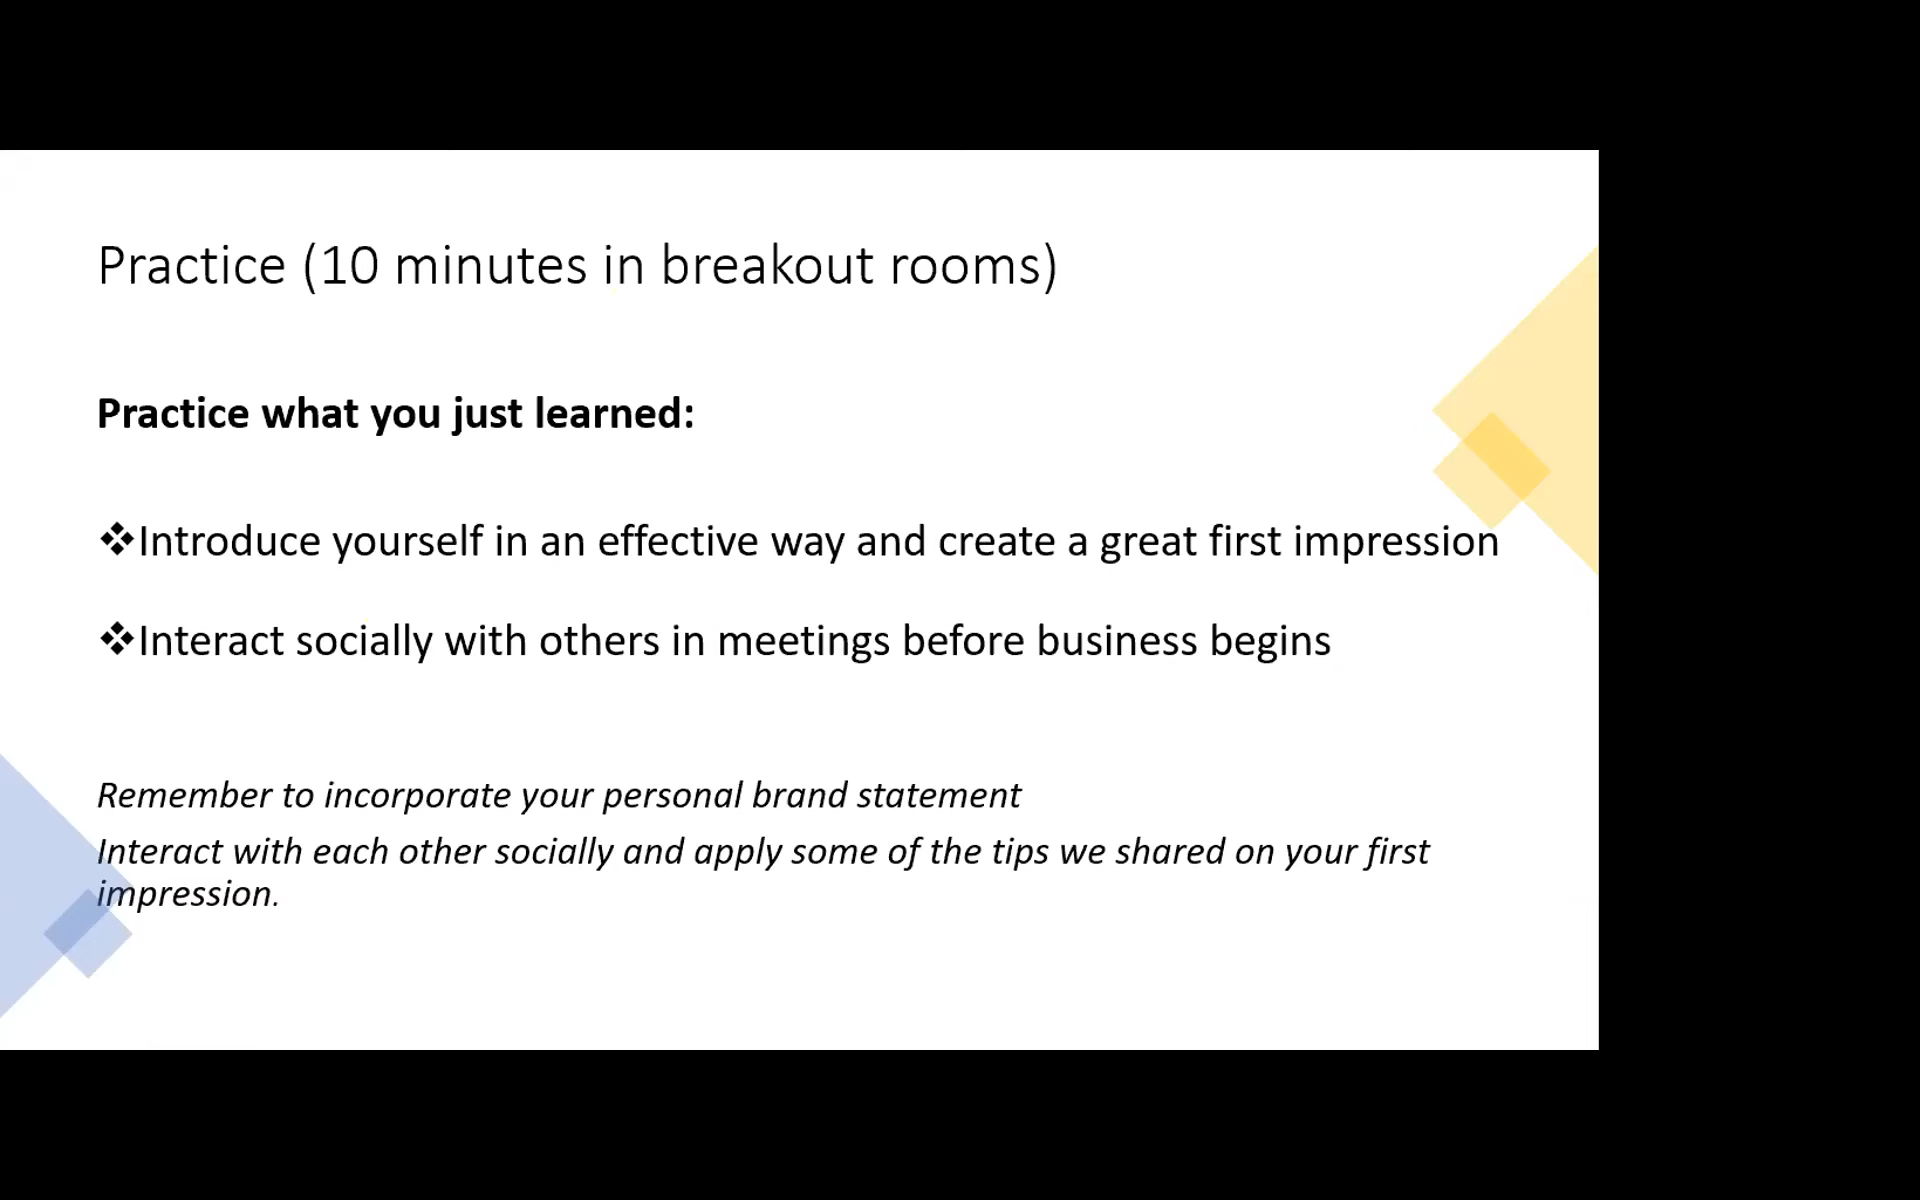 Practice (10 minutes in breakout rooms)
Practice what you just learned:
❖Introduce yourself in an effective way and create a great first impression
❖Interact socially with others in meetings before business begins
Remember to incorporate your personal brand statement
Interact with each other socially and apply some of the tips we shared on your first
impression.